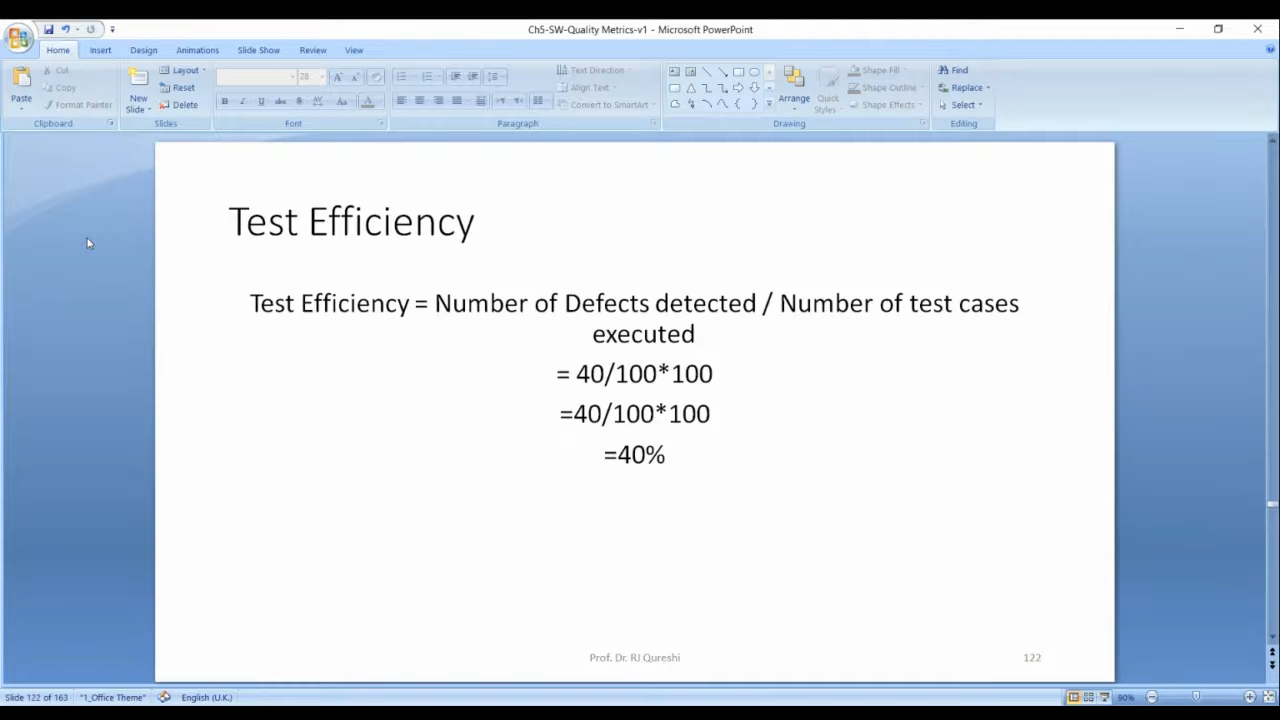 Ch5-SW-Quality Metrics-v1 - Microsoft PowerPoint
Home Insert Design Animations Slide Show Review View
Paste
Cut
Copy
Format Painter
Clipboard
New Slide
Layout
Reset
Delete
Slides
28
B I U abc S AV Aa A
Font
Text Direction
Align Text
Convert to SmartArt
Paragraph
Arrange
Quick Styles
Shape Fill
Shape Outline
Shape Effects
Drawing
Find
Replace
Select
Editing
Test Efficiency
Test Efficiency = Number of Defects detected / Number of test cases
executed
= 40/100*100
=40/100*100
=40%
Prof. Dr. RJ Qureshi
122
Slide 122 of 163 "1_Office Theme" English (U.K.) 90%